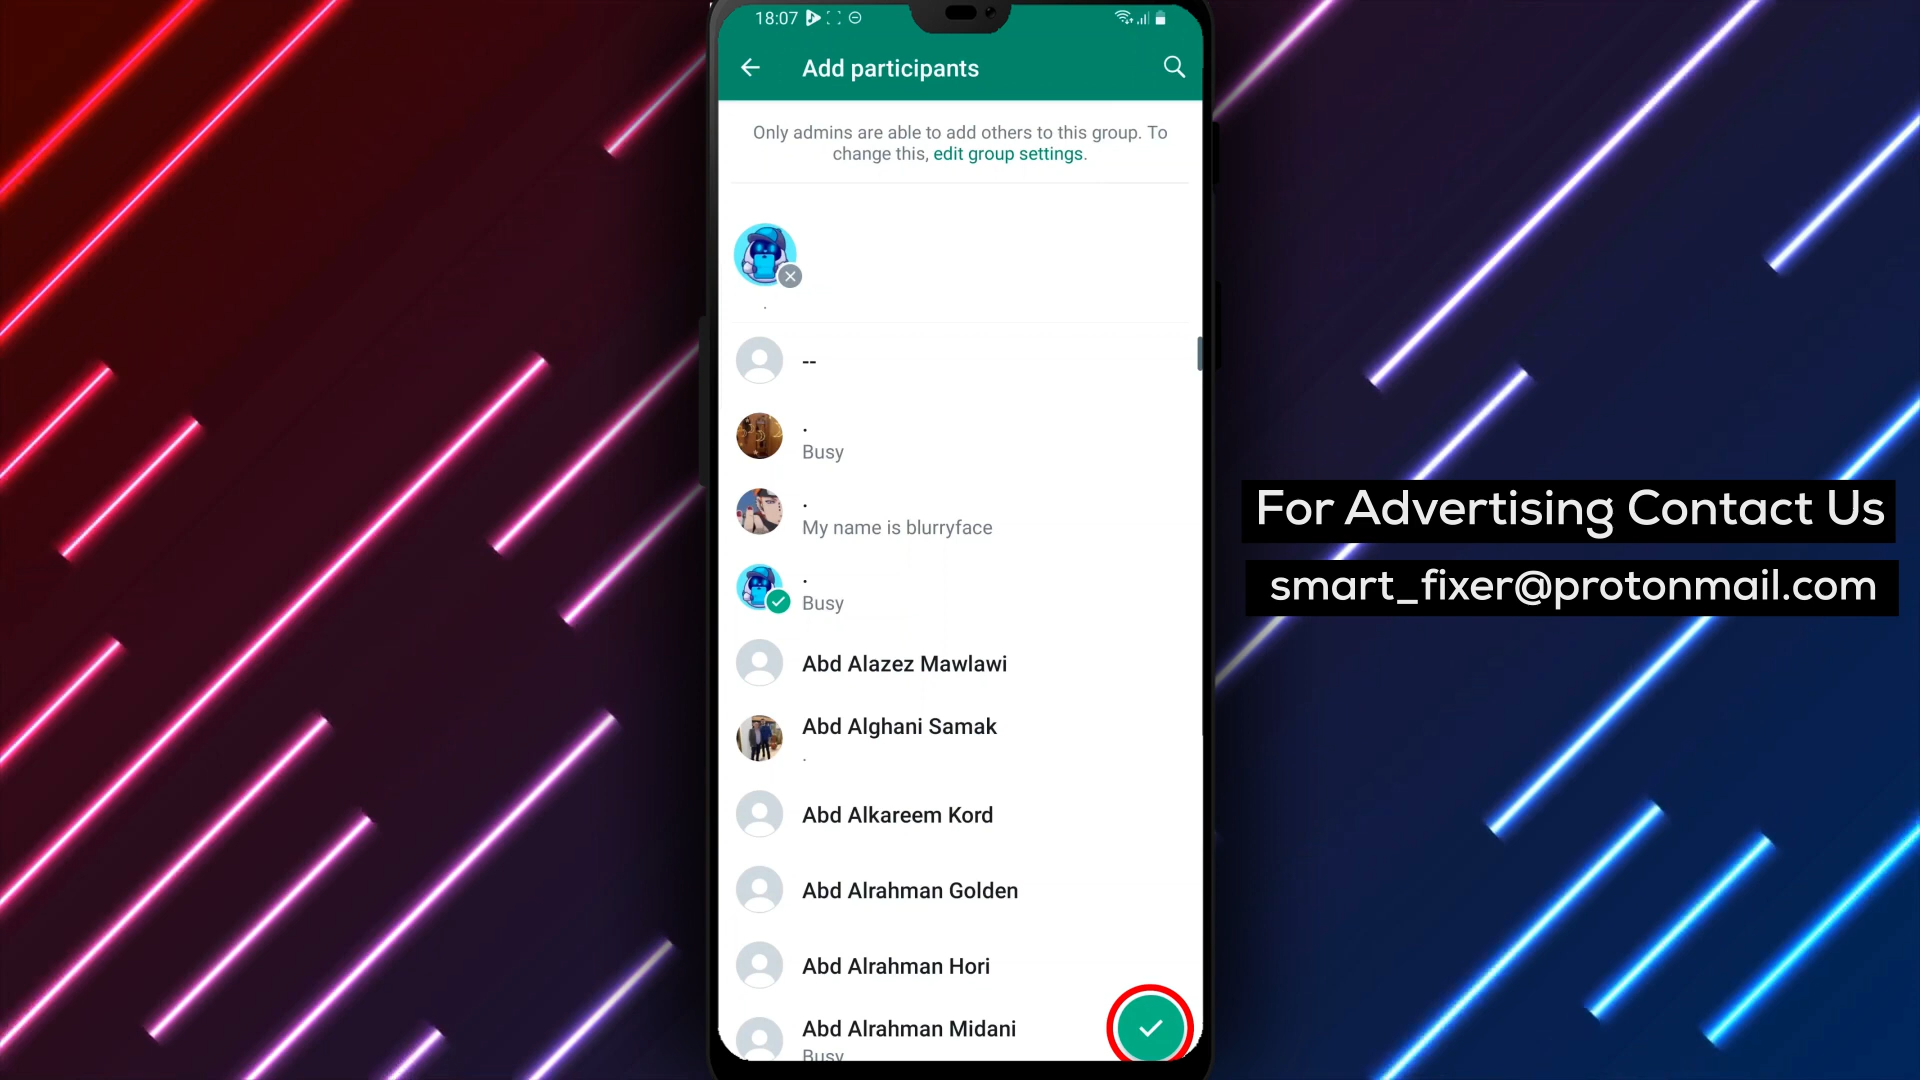 18:07
Add participants
Only admins are able to add others to this group. To
change this, edit group settings.
.
--
.
Busy
.
My name is blurryface
.
Busy
Abd Alazez Mawlawi
Abd Alghani Samak
.
Abd Alkareem Kord
Abd Alrahman Golden
Abd Alrahman Hori
Abd Alrahman Midani
Busy
For Advertising Contact Us
smart_fixer@protonmail.com